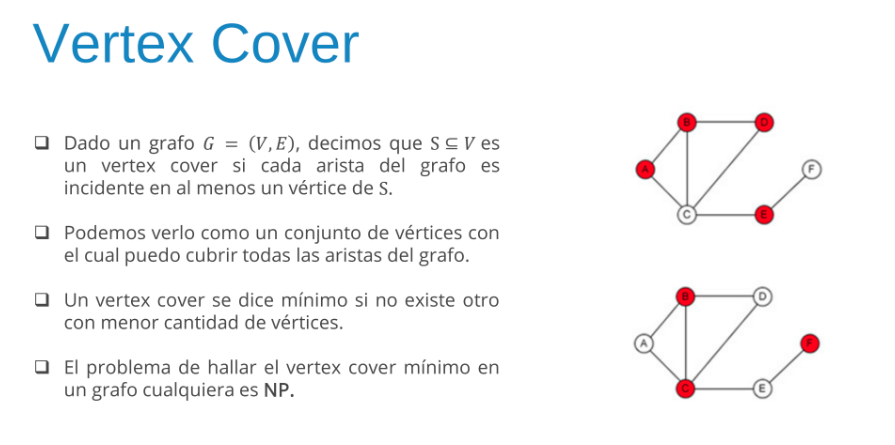 Vertex Cover
❑ Dado un grafo G = (V, E), decimos que S ⊆ V es
un vertex cover si cada arista del grafo es
incidente en al menos un vértice de S.
❑ Podemos verlo como un conjunto de vértices con
el cual puedo cubrir todas las aristas del grafo.
❑ Un vertex cover se dice mínimo si no existe otro
con menor cantidad de vértices.
❑ El problema de hallar el vertex cover mínimo en
un grafo cualquiera es NP.
B D
A F
C E
B D
A F
C E